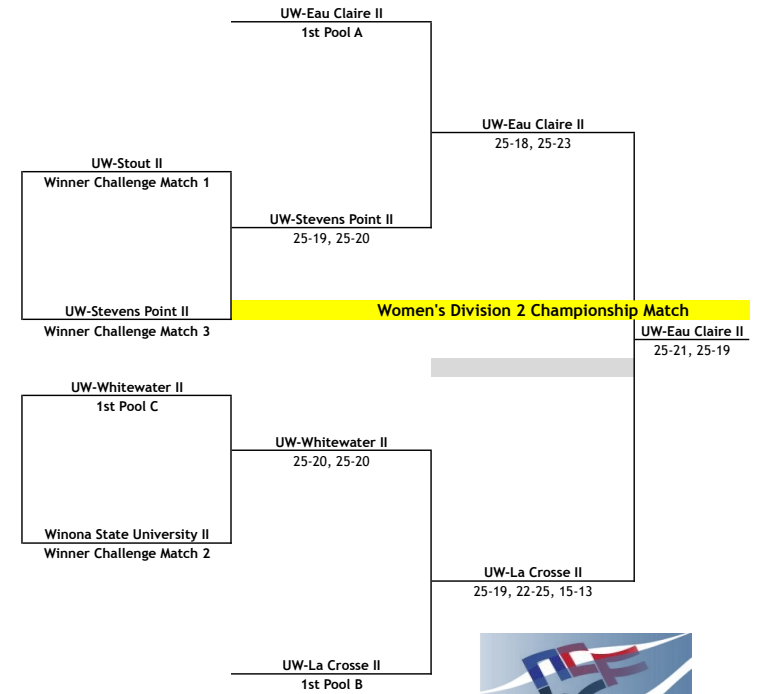 UW-Eau Claire II
1st Pool A
UW-Eau Claire II
25-18, 25-23
UW-Stout II
Winner Challenge Match 1
UW-Stevens Point II
25-19, 25-20
UW-Stevens Point II
Women's Division 2 Championship Match
Winner Challenge Match 3
UW-Eau Claire II
25-21, 25-19
UW-Whitewater II
1st Pool C
UW-Whitewater II
25-20, 25-20
Winona State University II
Winner Challenge Match 2
UW-La Crosse II
25-19, 22-25, 15-13
UW-La Crosse II
1st Pool B